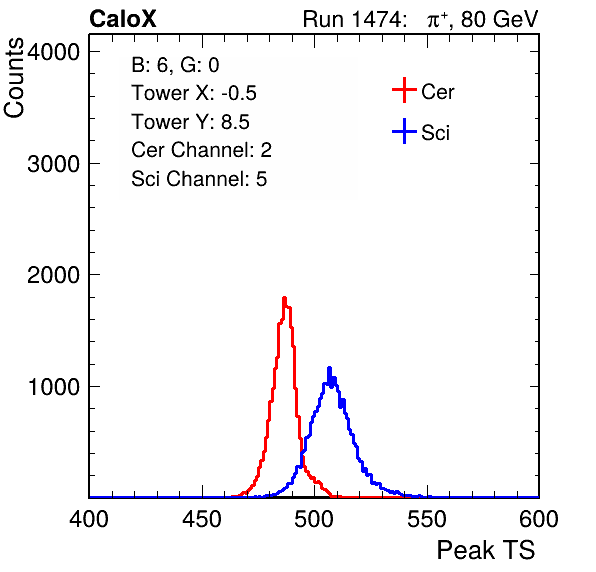 CaloX Run 1474: π+, 80 GeV
Counts
4000
3000
2000
1000
B: 6, G: 0
Tower X: -0.5
Tower Y: 8.5
Cer Channel: 2
Sci Channel: 5
Cer
Sci
400 450 500 550 600
Peak TS